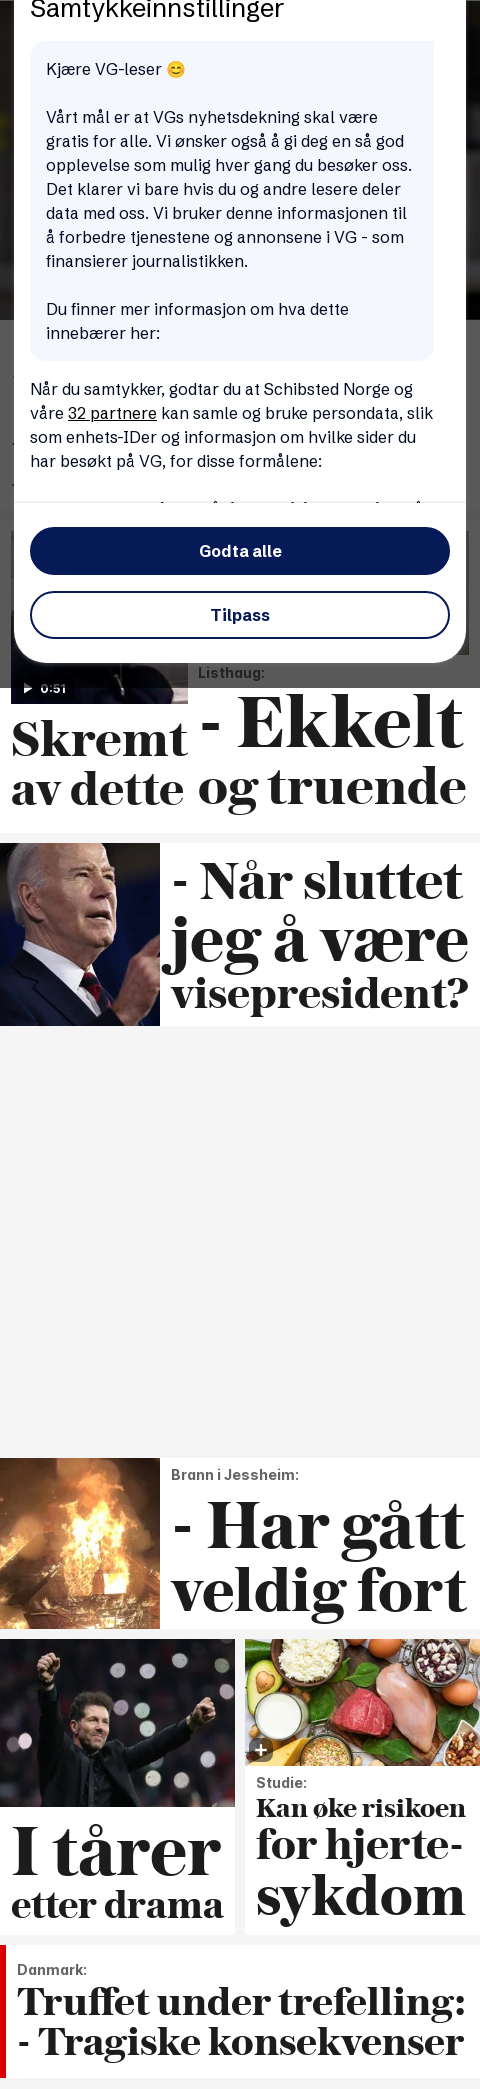 Samtykkeinnstillinger
Kjære VG-leser 😊
Vårt mål er at VGs nyhetsdekning skal være
gratis for alle. Vi ønsker også å gi deg en så god
opplevelse som mulig hver gang du besøker oss.
Det klarer vi bare hvis du og andre lesere deler
data med oss. Vi bruker denne informasjonen til
å forbedre tjenestene og annonsene i VG - som
finansierer journalistikken.
Du finner mer informasjon om hva dette
innebærer her:
Når du samtykker, godtar du at Schibsted Norge og
våre 32 partnere kan samle og bruke persondata, slik
som enhets-IDer og informasjon om hvilke sider du
har besøkt på VG, for disse formålene:
Godta alle
Tilpass
0:51
Skremt
av dette
Listhaug:
- Ekkelt
og truende
- Når sluttet
jeg å være
visepresident?
Brann i Jessheim:
- Har gått
veldig fort
I tårer
etter drama
Studie:
Kan øke risikoen
for hjerte-
sykdom
Danmark:
Truffet under trefelling:
- Tragiske konsekvenser